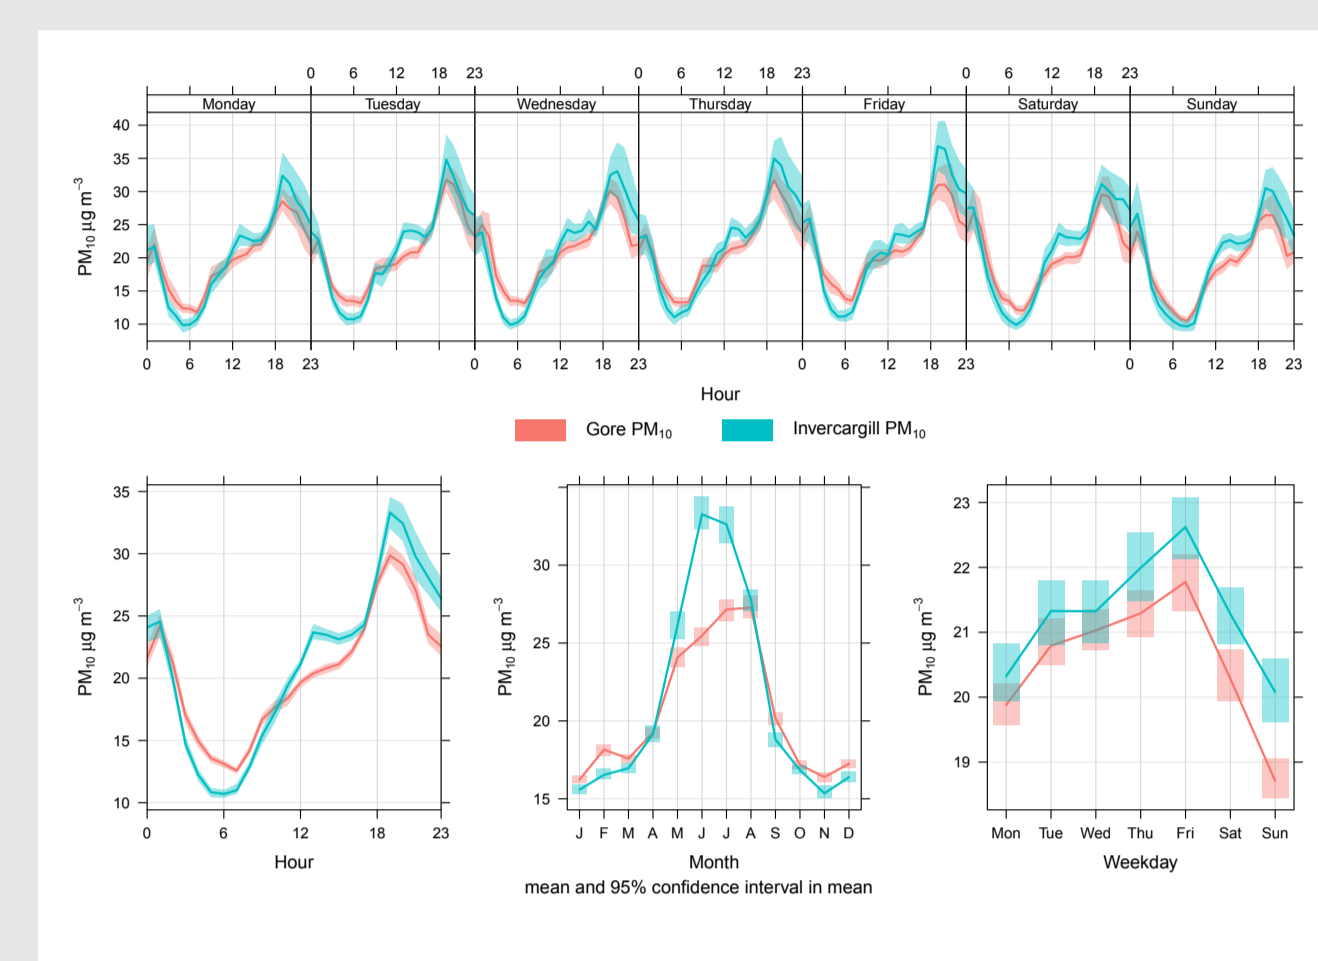 0 6 12 18 23 0 6 12 18 23 0 6 12 18 23
Monday Tuesday Wednesday Thursday Friday Saturday Sunday
40
35
30
25
20
15
10
PM₁₀ µg m⁻³
0 6 12 18 23 0 6 12 18 23 0 6 12 18 23 0 6 12 18 23
Hour
Gore PM₁₀ Invercargill PM₁₀
35
30
25
20
15
10
PM₁₀ µg m⁻³
0 6 12 18 23
Hour
30
25
20
15
PM₁₀ µg m⁻³
J F M A M J J A S O N D
Month
mean and 95% confidence interval in mean
23
22
21
20
19
PM₁₀ µg m⁻³
Mon Tue Wed Thu Fri Sat Sun
Weekday